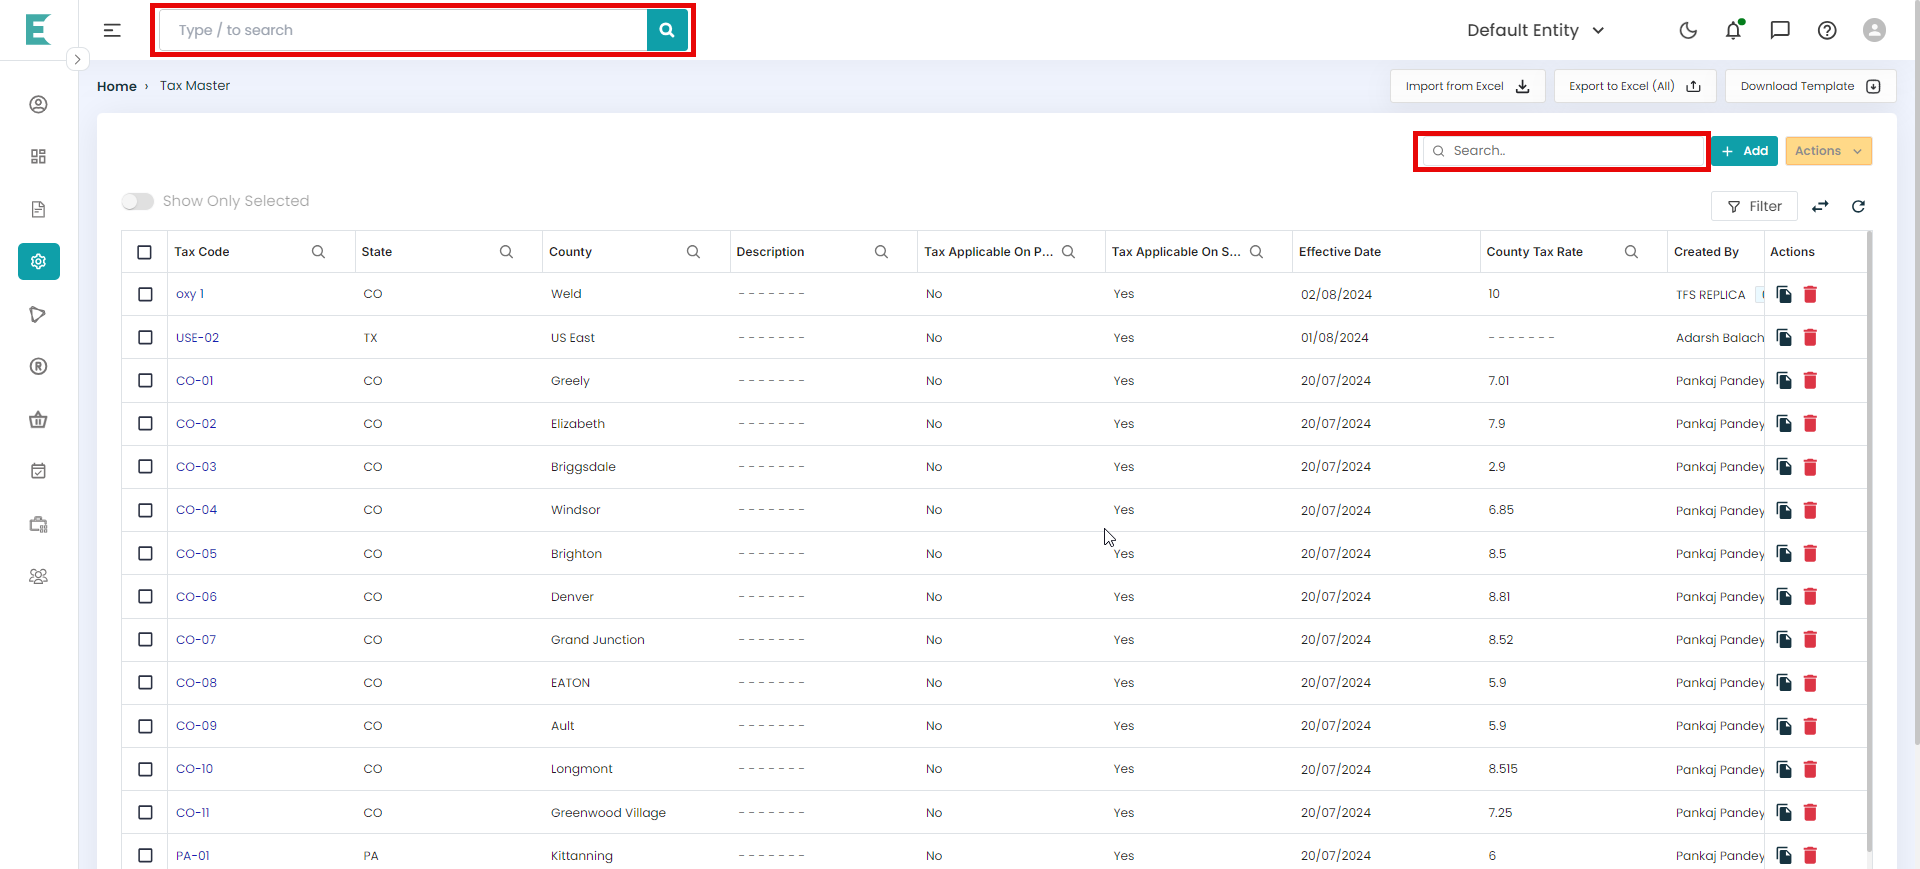 Type / to search
Default Entity
Home › Tax Master
Import from Excel
Export to Excel (All)
Download Template
Search..
+ Add
Actions
Show Only Selected
Filter
Tax Code State County Description Tax Applicable On P... Tax Applicable On S... Effective Date County Tax Rate Created By Actions
oxy 1 CO Weld ------- No Yes 02/08/2024 10 TFS REPLICA
USE-02 TX US East ------- No Yes 01/08/2024 ------- Adarsh Balach
CO-01 CO Greely ------- No Yes 20/07/2024 7.01 Pankaj Pandey
CO-02 CO Elizabeth ------- No Yes 20/07/2024 7.9 Pankaj Pandey
CO-03 CO Briggsdale ------- No Yes 20/07/2024 2.9 Pankaj Pandey
CO-04 CO Windsor ------- No Yes 20/07/2024 6.85 Pankaj Pandey
CO-05 CO Brighton ------- No Yes 20/07/2024 8.5 Pankaj Pandey
CO-06 CO Denver ------- No Yes 20/07/2024 8.81 Pankaj Pandey
CO-07 CO Grand Junction ------- No Yes 20/07/2024 8.52 Pankaj Pandey
CO-08 CO EATON ------- No Yes 20/07/2024 5.9 Pankaj Pandey
CO-09 CO Ault ------- No Yes 20/07/2024 5.9 Pankaj Pandey
CO-10 CO Longmont ------- No Yes 20/07/2024 8.515 Pankaj Pandey
CO-11 CO Greenwood Village ------- No Yes 20/07/2024 7.25 Pankaj Pandey
PA-01 PA Kittanning ------- No Yes 20/07/2024 6 Pankaj Pandey